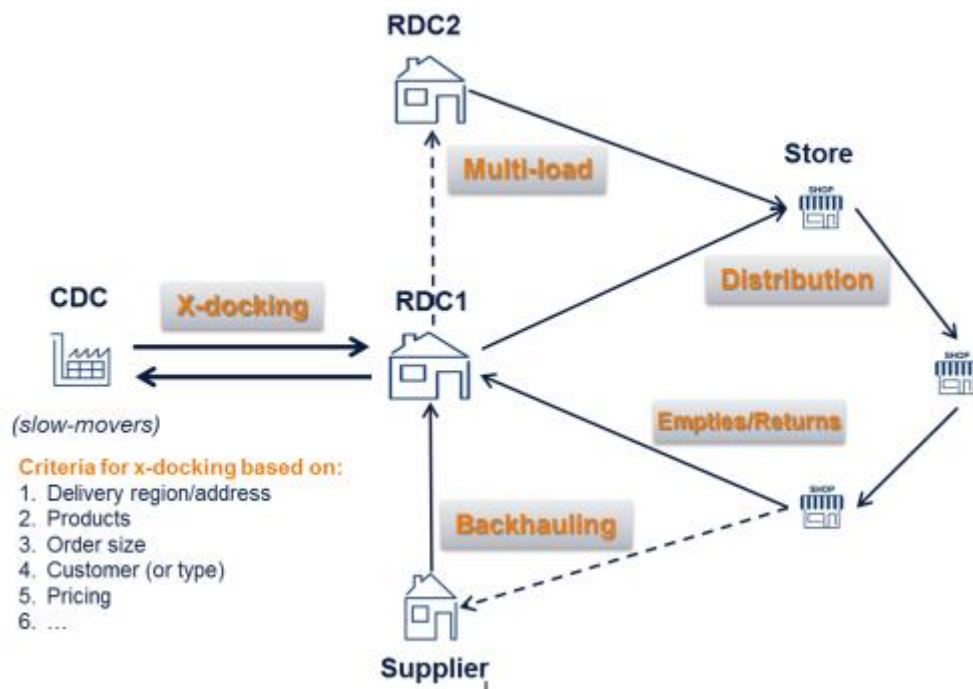 RDC2
Multi-load
Store
SHOP
Distribution
CDC
X-docking
RDC1
SHOP
(slow-movers)
Empties/Returns
Criteria for x-docking based on:
1. Delivery region/address
2. Products
3. Order size
4. Customer (or type)
5. Pricing
6. ...
SHOP
Backhauling
Supplier